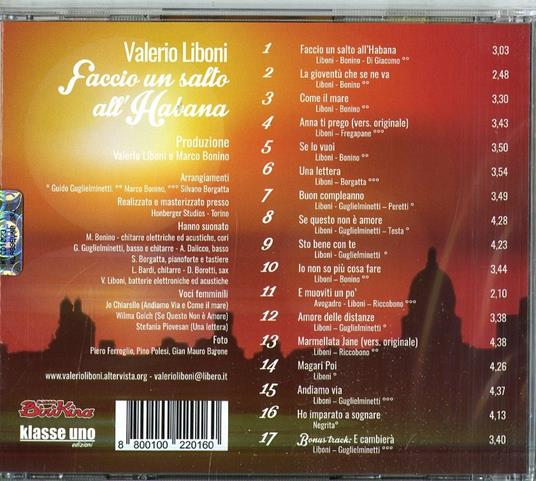 Valerio Liboni
Faccio un salto
all'Habana
Produzione
Valerio Liboni e Marco Bonino
Arrangiamenti
° Guido Guglielminetti, °° Marco Bonino, °°° Silvano Borgatta
Realizzato e masterizzato presso
Honberger Studios - Torino
Hanno suonato
M. Bonino - chitarre elettriche ed acustiche, cori
G. Guglielminetti, basso e chitarre - A. Dalicco, basso
S. Borgatta, pianoforte e tastiere
L. Bardi, chitarre - D. Borotti, sax
V. Liboni, batterie elettroniche ed acustiche
Voci femminili
Jo Chiarello (Andiamo Via e Come il mare)
Wilma Goich (Se Questo Non è Amore)
Stefania Piovesan (Una lettera)
Foto
Piero Ferroglio, Pino Polesi, Gian Mauro Barone
www.valerioliboni.altervista.org - valerioliboni@libero.it
klasse uno
edizioni
8 800100 220160
1 Faccio un salto all'Habana 3,03
Liboni - Bonino - Di Giacomo °°
2 La gioventù che se ne va 2,48
Liboni - Bonino °°
3 Come il mare 3,30
Liboni - Bonino °°
4 Anna ti prego (vers. originale) 3,43
Liboni – Fregapane °°°
5 Se lo vuoi 3,50
Liboni - Bonino °°
6 Una lettera 3,54
Liboni – Borgatta °°°
7 Buon compleanno 3,49
Liboni - Guglielminetti – Peretti °
8 Se questo non è amore 4,28
Liboni - Guglielminetti – Testa °
9 Sto bene con te 4,23
Liboni - Guglielminetti °
10 Io non so più cosa fare 3,44
Liboni – Bonino °°
11 E muoviti un po' 2,10
Avogadro - Liboni – Riccobono °°°
12 Amore delle distanze 3,38
Liboni – Guglielminetti °
13 Marmellata Jane (vers. originale) 4,38
Liboni – Riccobono °°
14 Magari Poi 4,26
Liboni °
15 Andiamo via 4,37
Liboni – Guglielminetti °°°
16 Ho imparato a sognare 4,13
Negrita°
17 Bonus track: E cambierà 3,40
Liboni – Guglielminetti °°°